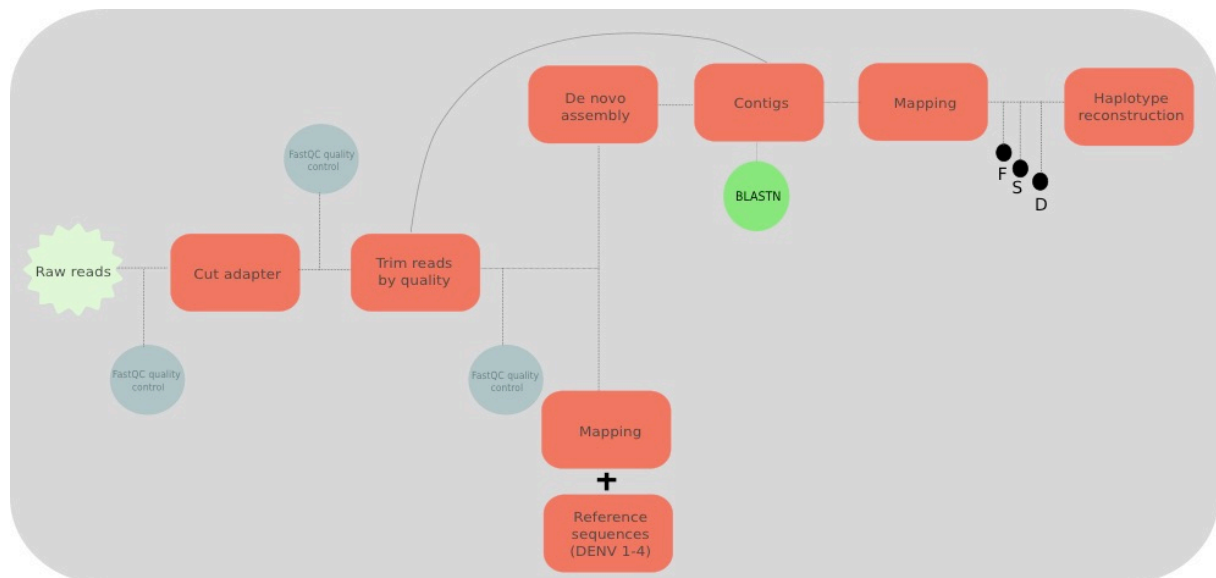 Raw reads
FastQC quality
control
Cut adapter
FastQC quality
control
Trim reads
by quality
FastQC quality
control
De novo
assembly
Contigs
BLASTN
Mapping
F
S
D
Haplotype
reconstruction
Mapping
+
Reference
sequences
(DENV 1-4)